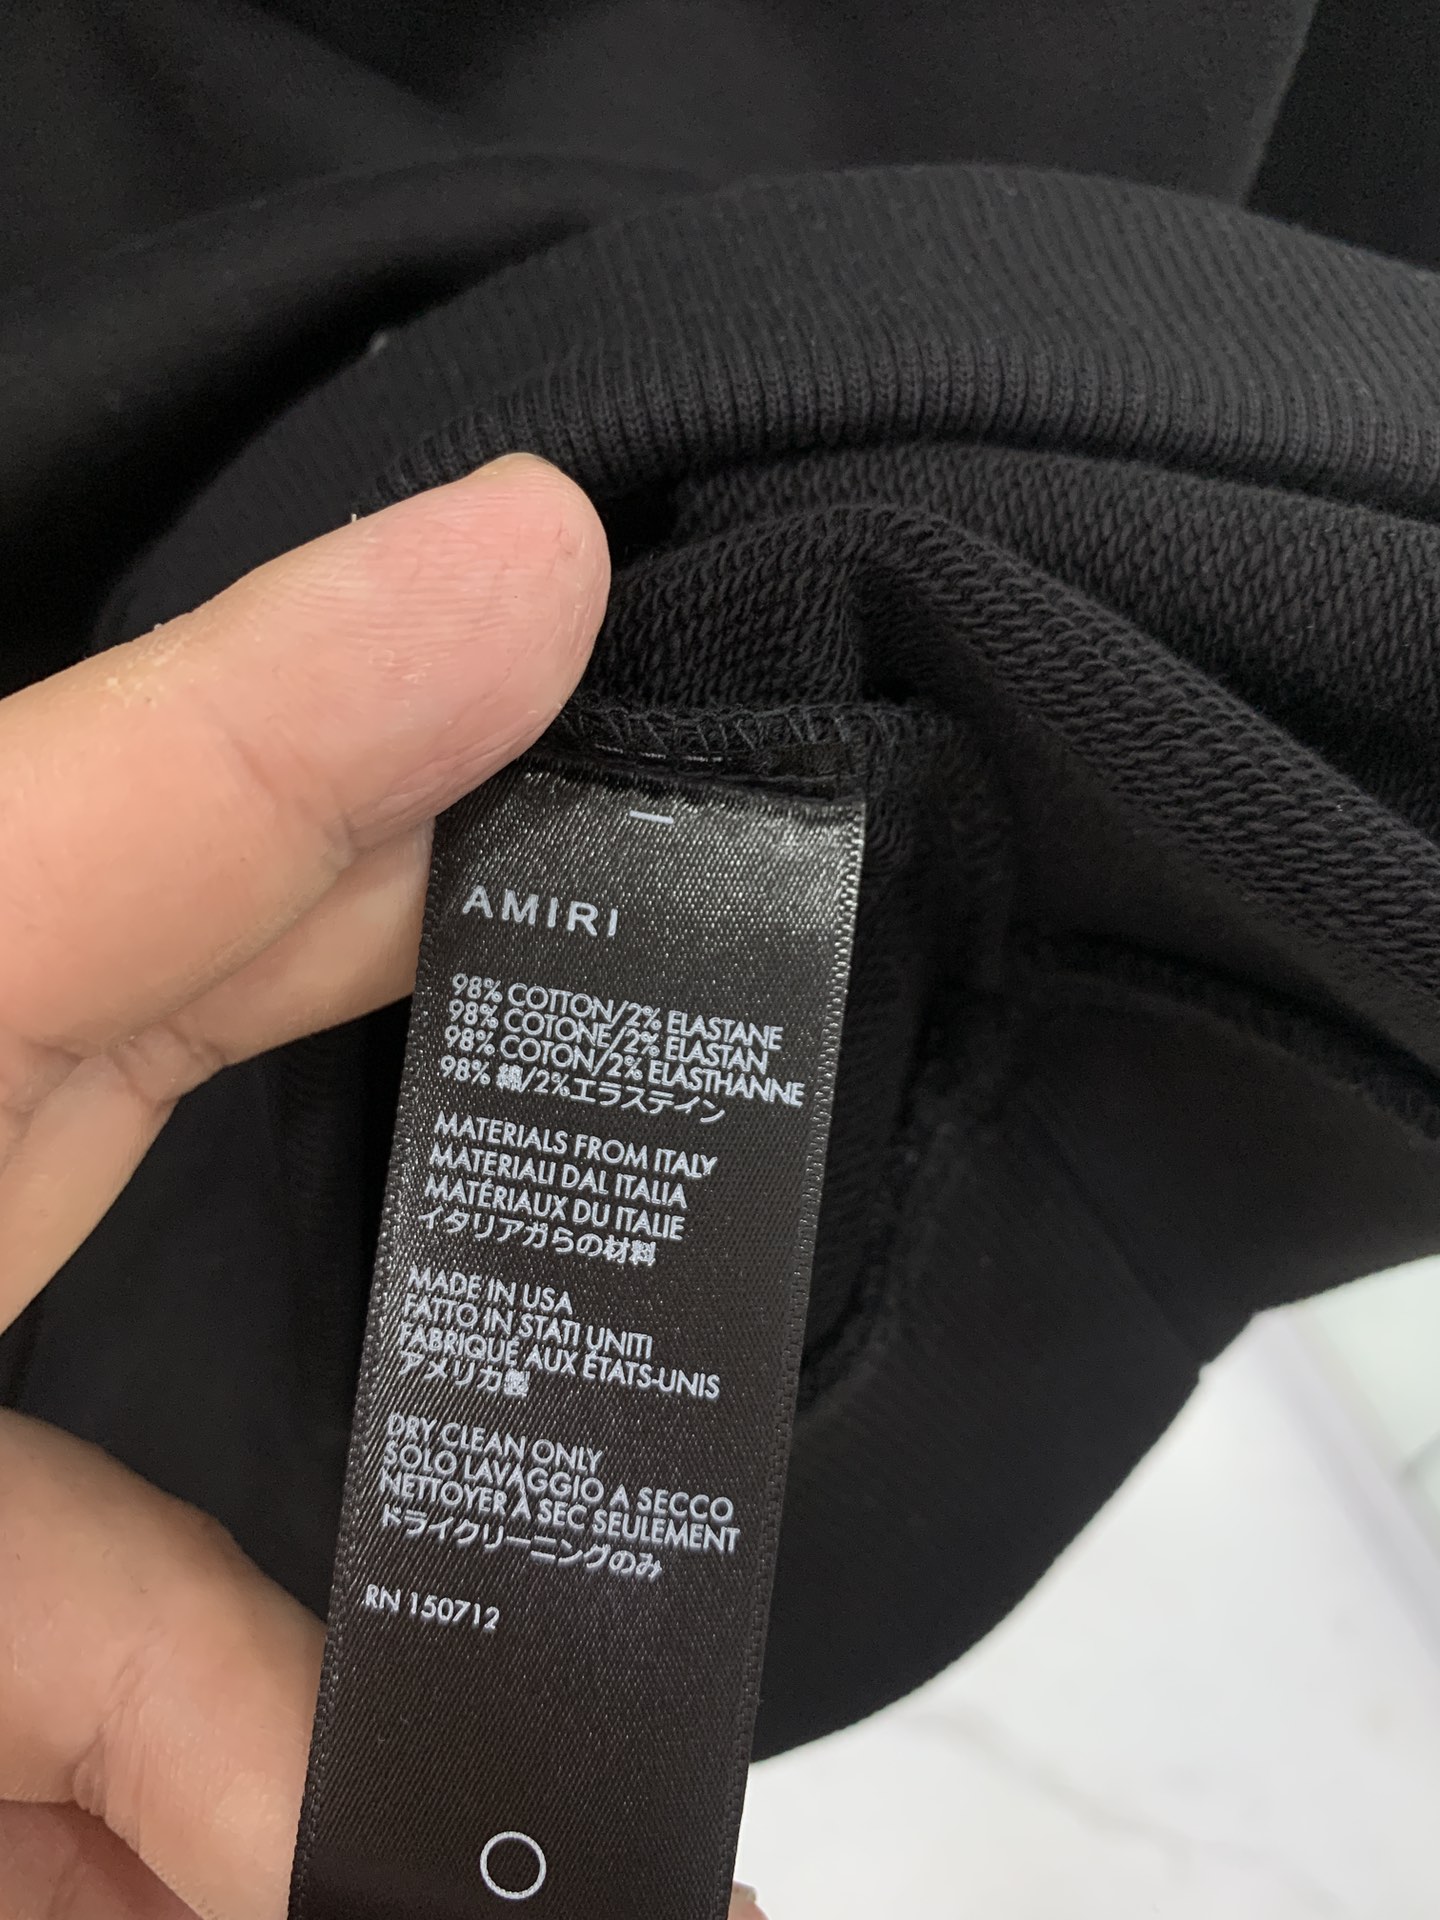 AMIRI
98% COTTON/2% ELASTANE
98% COTONE/2% ELASTAN
98% COTON/2% ELASTHANNE
98% 綿/2%エラステイン
MATERIALS FROM ITALY
MATERIALI DAL ITALIA
MATÉRIAUX DU ITALIE
イタリアガらの材料
MADE IN USA
FATTO IN STATI UNITI
FABRIQUÉ AUX ÉTATS-UNIS
アメリカ製
DRY CLEAN ONLY
SOLO LAVAGGIO A SECCO
NETTOYER À SEC SEULEMENT
ドライクリーニングのみ
RN 150712